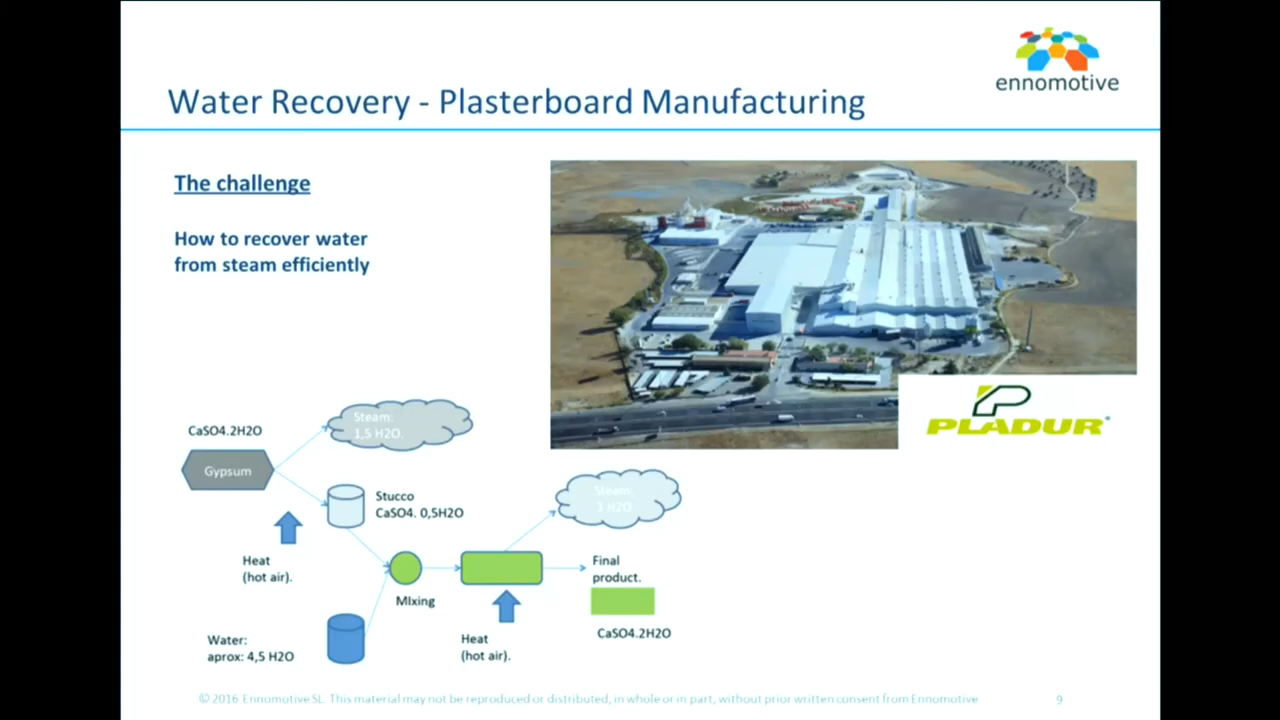 ennomotive
Water Recovery - Plasterboard Manufacturing
The challenge
How to recover water
from steam efficiently
PLADUR
CaSO4.2H2O
Gypsum
Steam:
1,5 H2O.
Stucco
CaSO4. 0,5H2O
Heat
(hot air).
Water:
aprox: 4,5 H2O
MIxing
Steam:
3 H2O
Heat
(hot air).
Final
product.
CaSO4.2H2O
© 2016 Ennomotive SL. This material may not be reproduced or distributed, in whole or in part, without prior written consent from Ennomotive
9